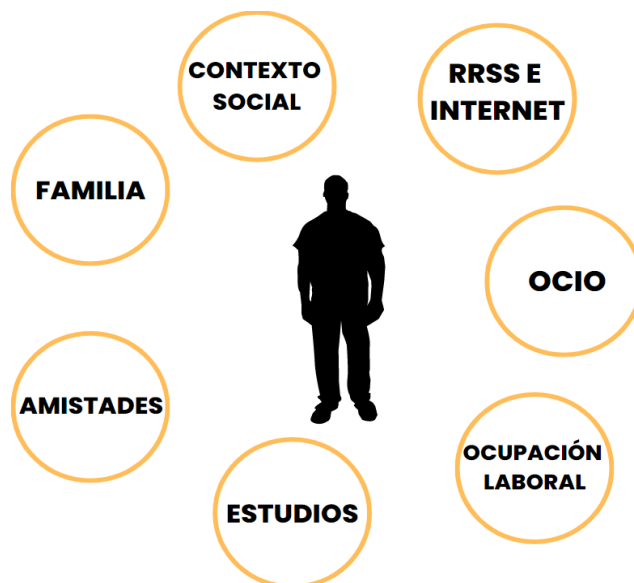 CONTEXTO
SOCIAL
RRSS E
INTERNET
FAMILIA
OCIO
AMISTADES
OCUPACIÓN
LABORAL
ESTUDIOS